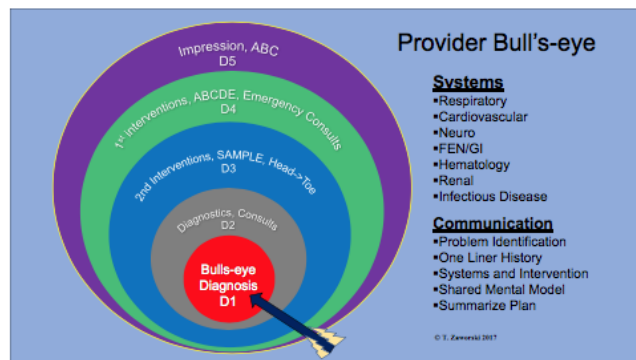 Provider Bull's-eye
Impression, ABC
D5
1st interventions, ABCDE, Emergency Consults
D4
2nd Interventions, SAMPLE, Head->Toe
D3
Diagnostics, Consults
D2
Bulls-eye
Diagnosis
D1
Systems
▪Respiratory
▪Cardiovascular
▪Neuro
▪FEN/GI
▪Hematology
▪Renal
▪Infectious Disease
Communication
▪Problem Identification
▪One Liner History
▪Systems and Intervention
▪Shared Mental Model
▪Summarize Plan
© T. Zaworski 2017